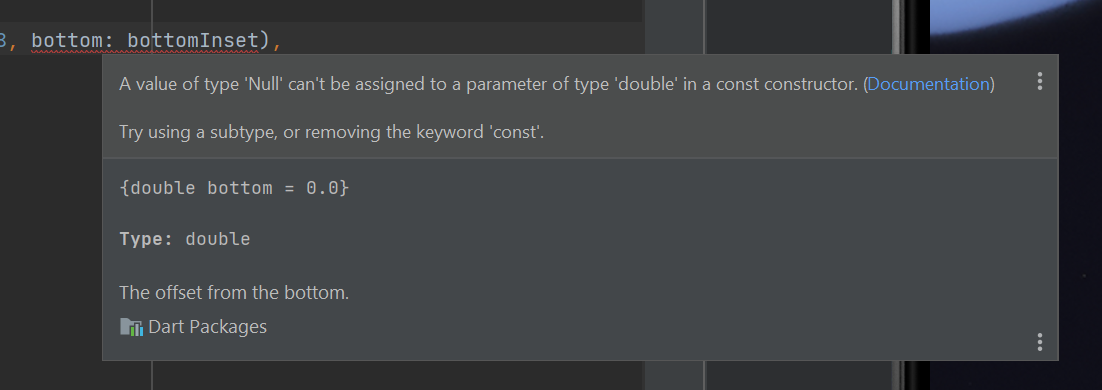 3, bottom: bottomInset),
A value of type 'Null' can't be assigned to a parameter of type 'double' in a const constructor. (Documentation)
Try using a subtype, or removing the keyword 'const'.
{double bottom = 0.0}
Type: double
The offset from the bottom.
Dart Packages